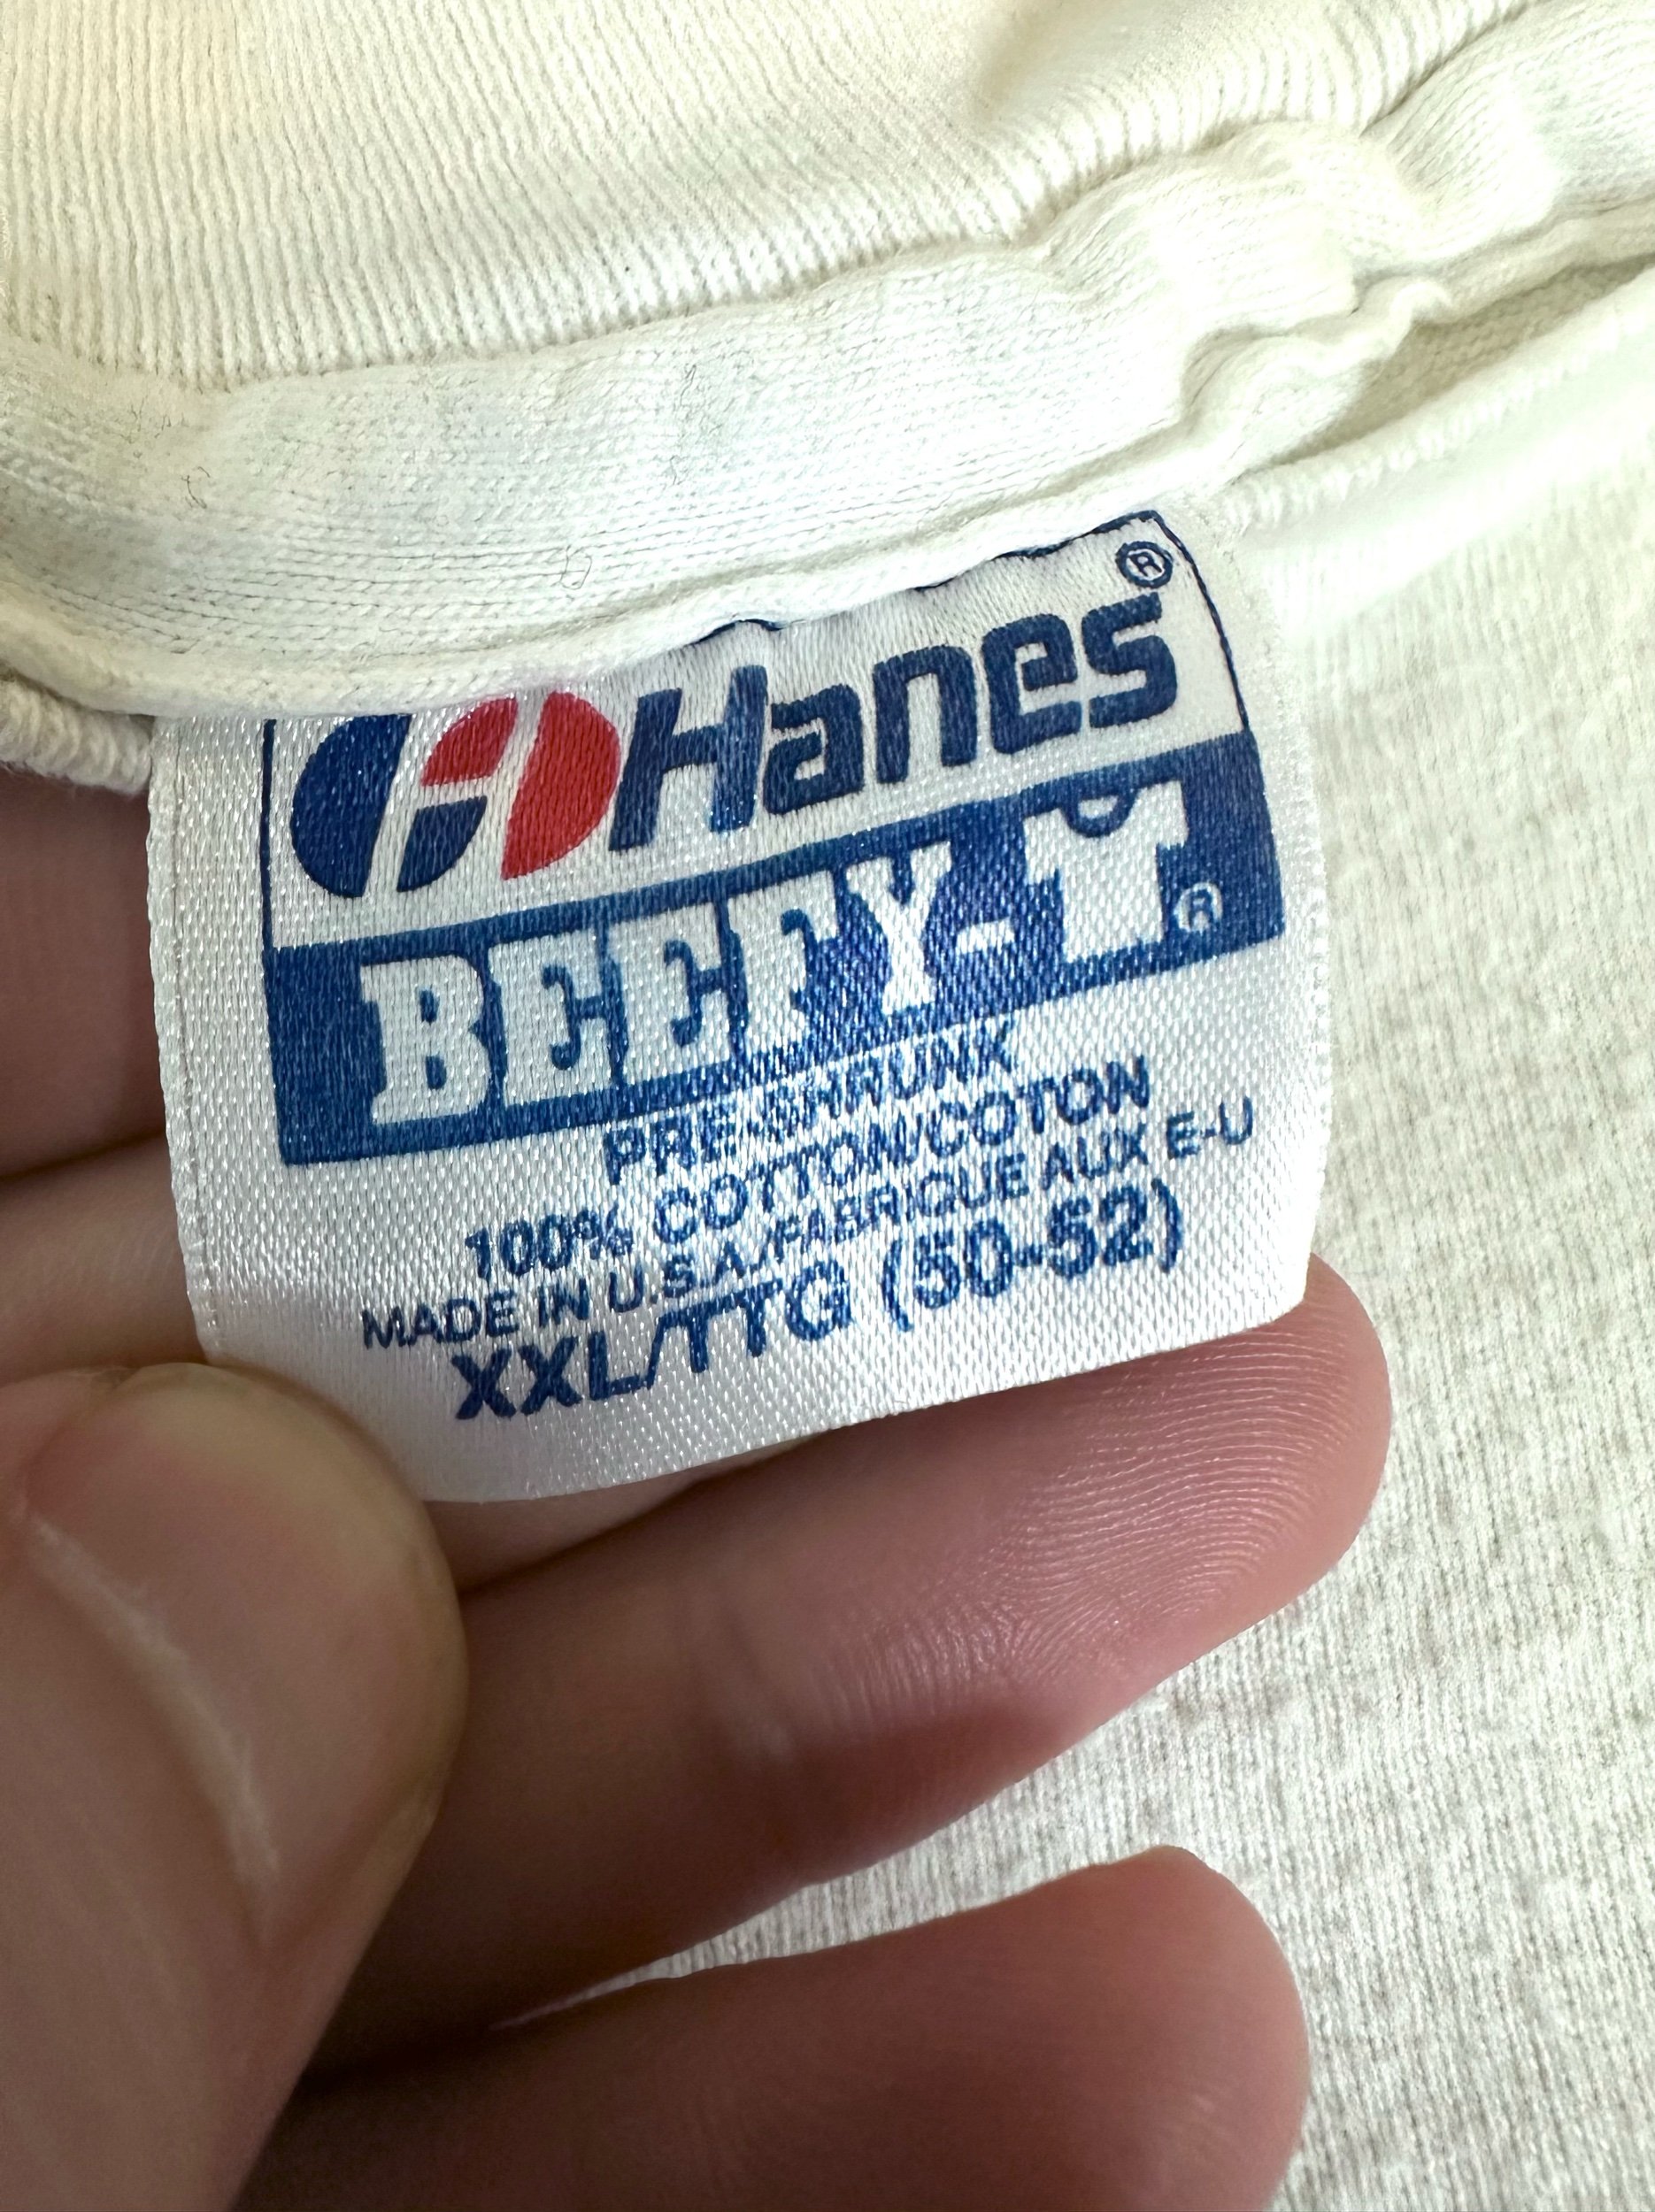 Hanes®
BEEFY-T®
PRE-SHRUNK
100% COTTON/COTON
MADE IN U.S.A./FABRIQUE AUX E-U
XXL/TTG (50-52)